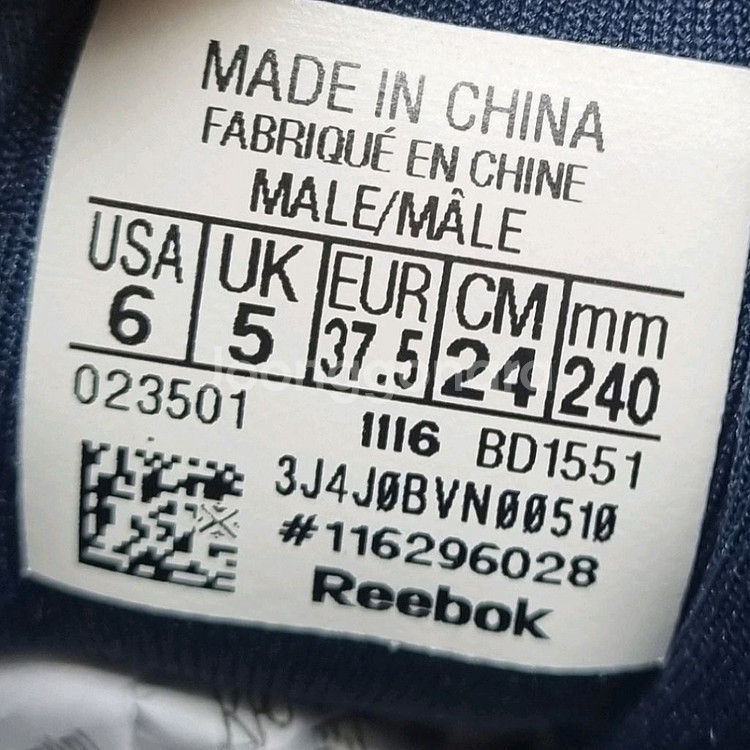 MADE IN CHINA
FABRIQUÉ EN CHINE
MALE/MÂLE
USA UK EUR CM mm
6 5 37.5 24 240
023501 1116 BD1551
3J4J0BVN00510
#116296028
Reebok